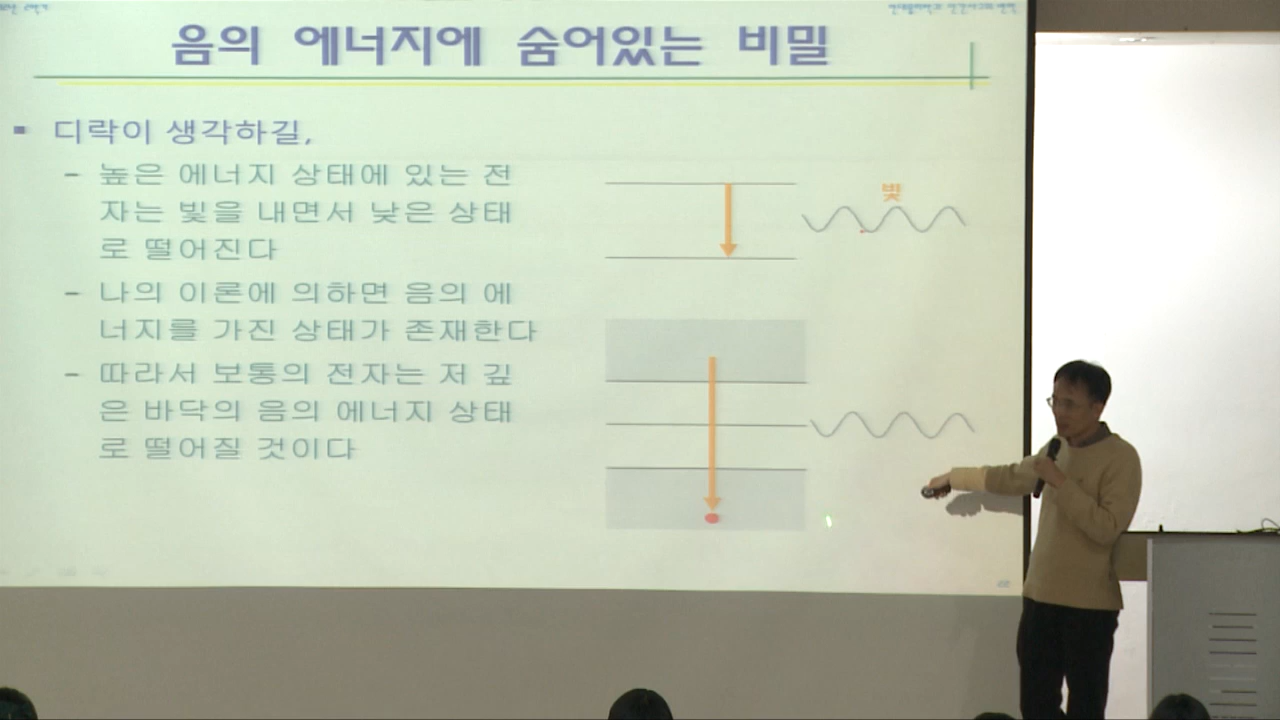 음의 에너지에 숨어있는 비밀
▪ 디락이 생각하길,
– 높은 에너지 상태에 있는 전
자는 빛을 내면서 낮은 상태
로 떨어진다
– 나의 이론에 의하면 음의 에
너지를 가진 상태가 존재한다
– 따라서 보통의 전자는 저 깊
은 바닥의 음의 에너지 상태
로 떨어질 것이다
빛